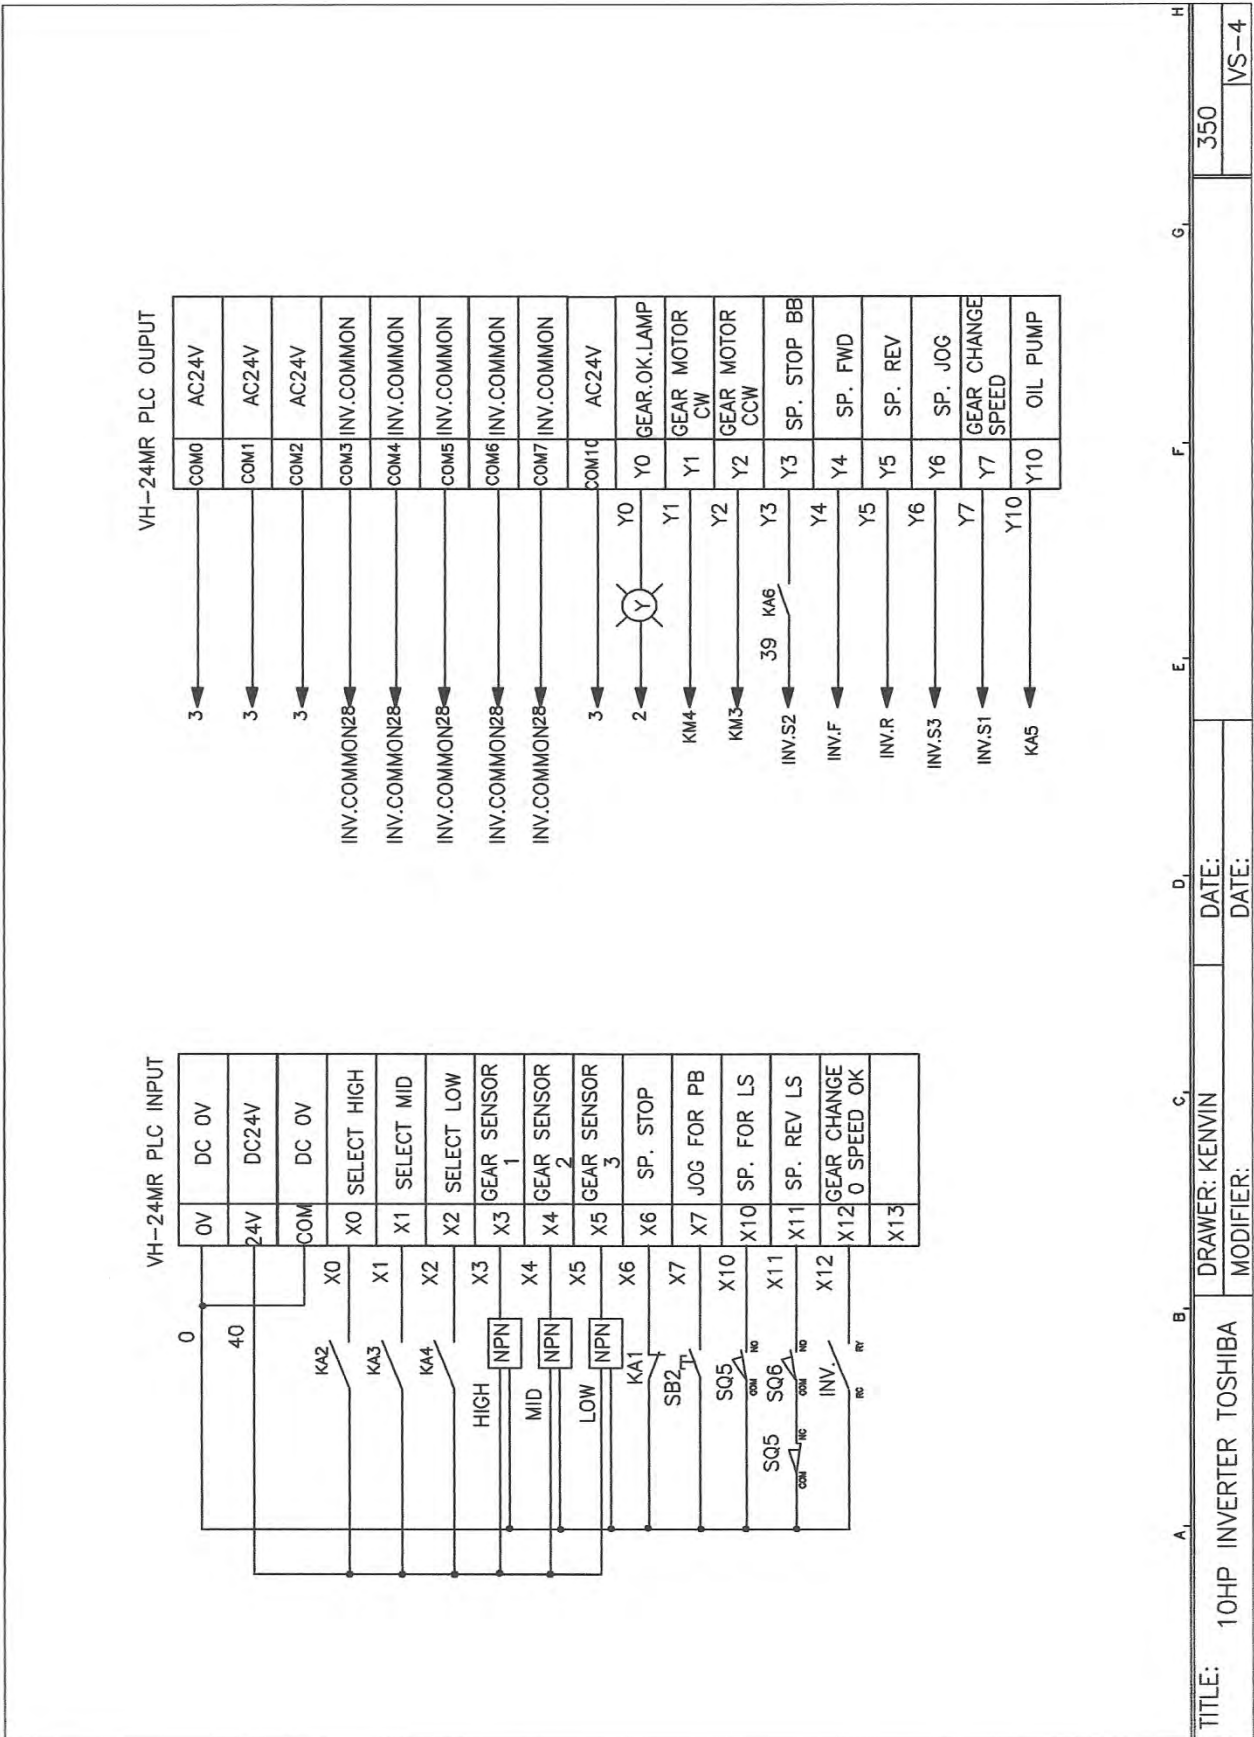 VH-24MR PLC INPUT
0
40
0V DC 0V
24V DC24V
COM DC 0V
KA2 X0 X0 SELECT HIGH
KA3 X1 X1 SELECT MID
KA4 X2 X2 SELECT LOW
HIGH NPN X3 X3 GEAR SENSOR
1
MID NPN X4 X4 GEAR SENSOR
2
LOW NPN X5 X5 GEAR SENSOR
3
KA1 X6 X6 SP. STOP
SB2 X7 X7 JOG FOR PB
SQ5 COM NO X10 X10 SP. FOR LS
SQ5 COM NC SQ6 COM NO X11 X11 SP. REV LS
INV. RC RY X12 X12 GEAR CHANGE
0 SPEED OK
X13
VH-24MR PLC OUPUT
3 COM0 AC24V
3 COM1 AC24V
3 COM2 AC24V
INV.COMMON28 COM3 INV.COMMON
INV.COMMON28 COM4 INV.COMMON
INV.COMMON28 COM5 INV.COMMON
INV.COMMON28 COM6 INV.COMMON
INV.COMMON28 COM7 INV.COMMON
3 COM10 AC24V
2 Y Y0 Y0 GEAR.OK.LAMP
KM4 Y1 Y1 GEAR MOTOR
CW
KM3 Y2 Y2 GEAR MOTOR
CCW
INV.S2 39 KA6 Y3 Y3 SP. STOP BB
INV.F Y4 Y4 SP. FWD
INV.R Y5 Y5 SP. REV
INV.S3 Y6 Y6 SP. JOG
INV.S1 Y7 Y7 GEAR CHANGE
SPEED
KA5 Y10 Y10 OIL PUMP
A B C D E F G H
TITLE: 10HP INVERTER TOSHIBA
DRAWER: KENVIN DATE:
MODIFIER: DATE:
350
VS-4